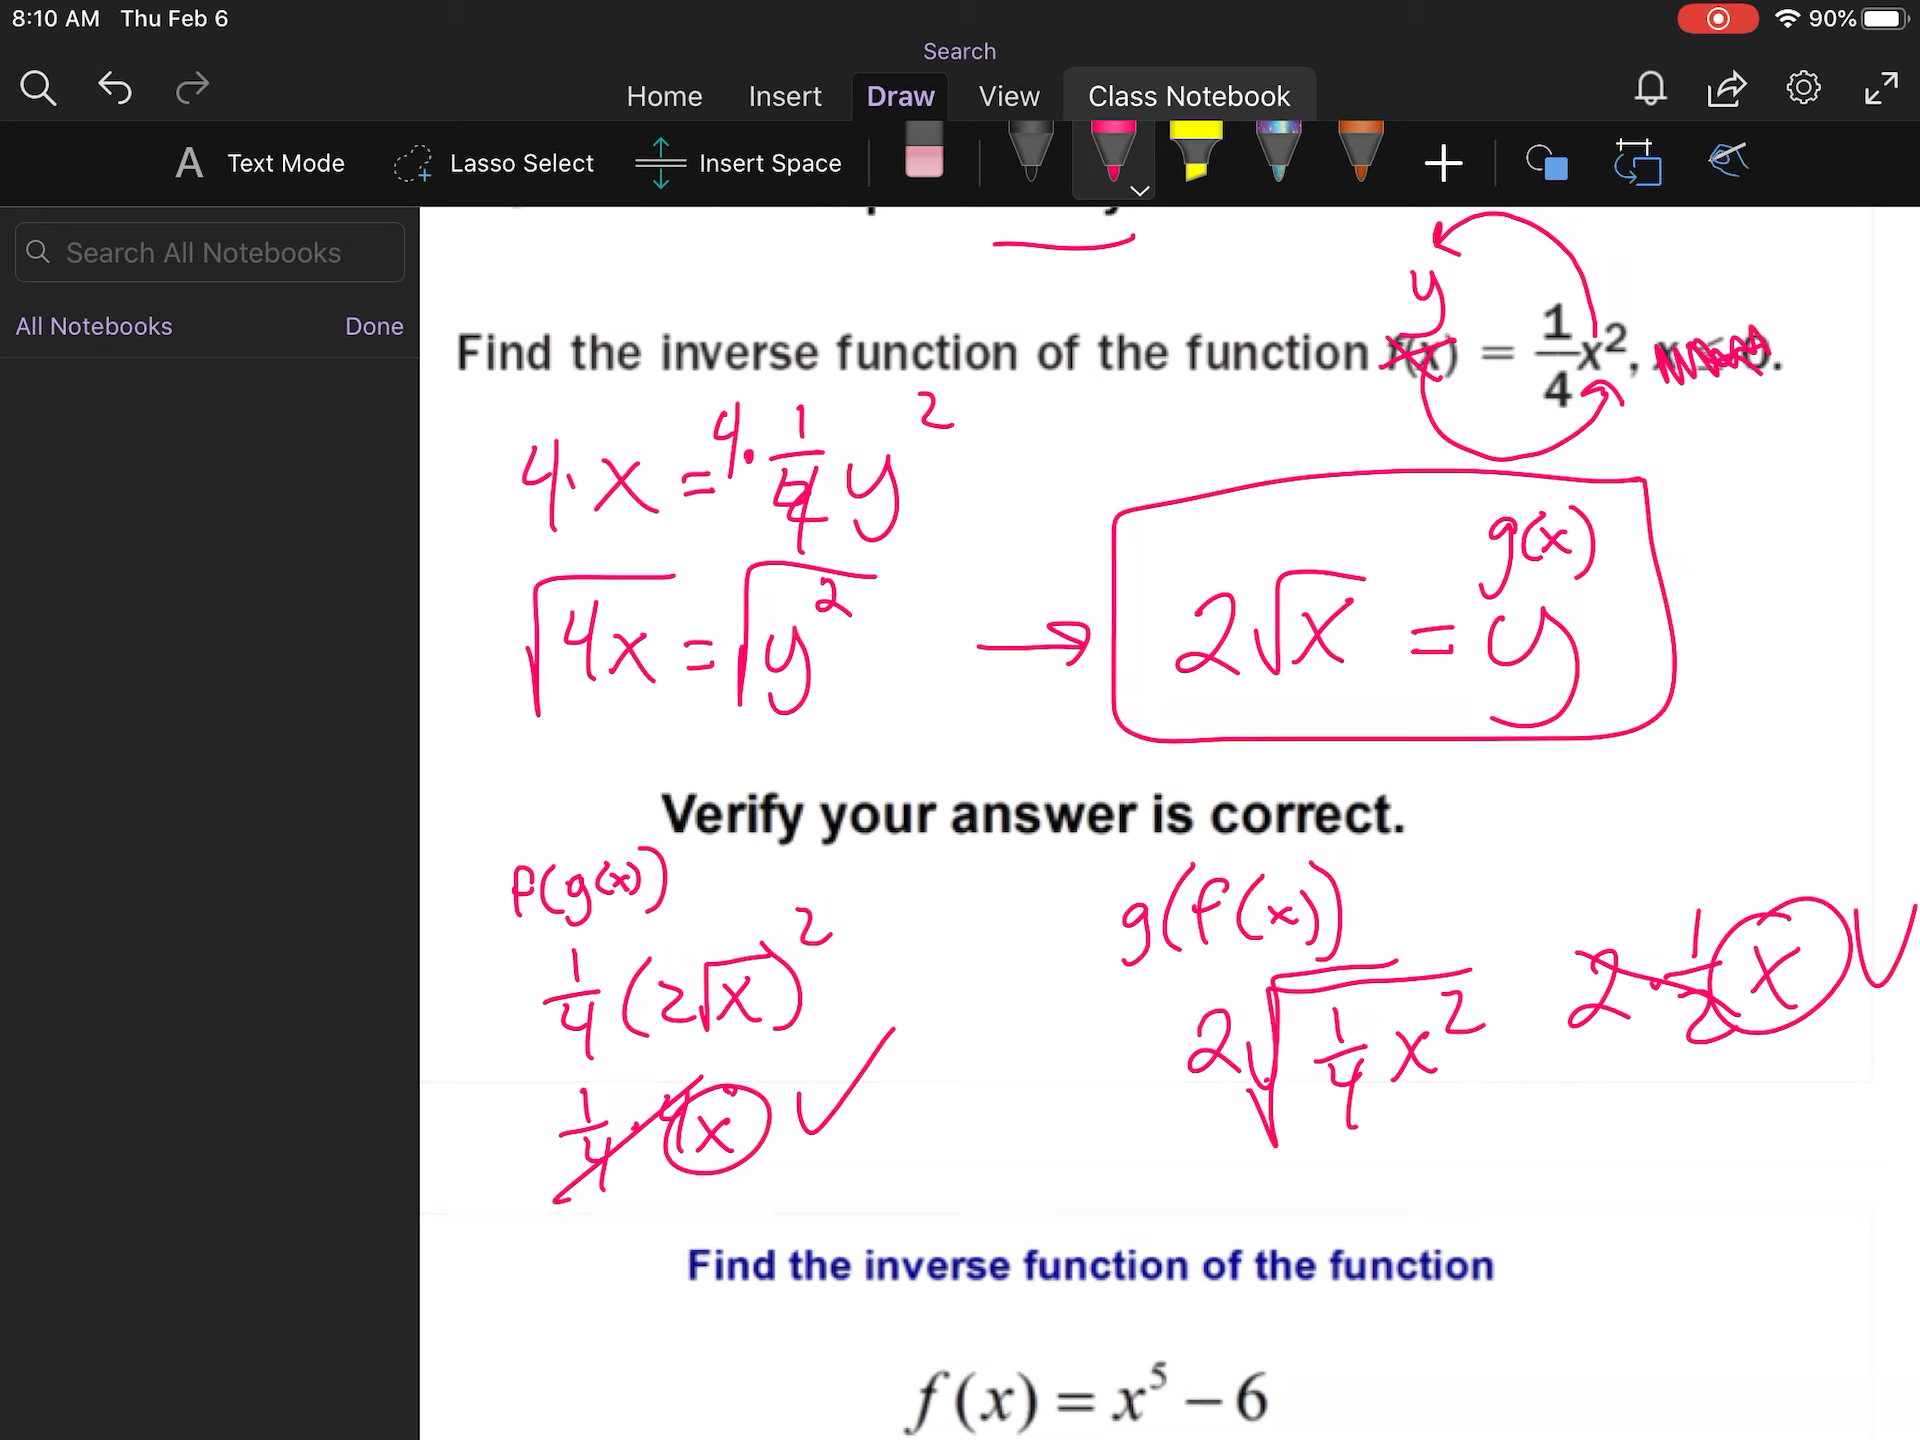 8:10 AM Thu Feb 6
90%
Search
Home Insert Draw View Class Notebook
A Text Mode Lasso Select Insert Space
Search All Notebooks
All Notebooks Done
y
Find the inverse function of the function f(x) = 1/4 x², x ≤ 0.
4·x = 4·1/4 y²
√4x = √y² → 2√x = y
g(x)
Verify your answer is correct.
f(g(x))
1/4 (2√x)²
1/4 · 4x ✓
g(f(x))
2√1/4 x²
2·1/2 x ✓
Find the inverse function of the function
f(x) = x⁵ − 6